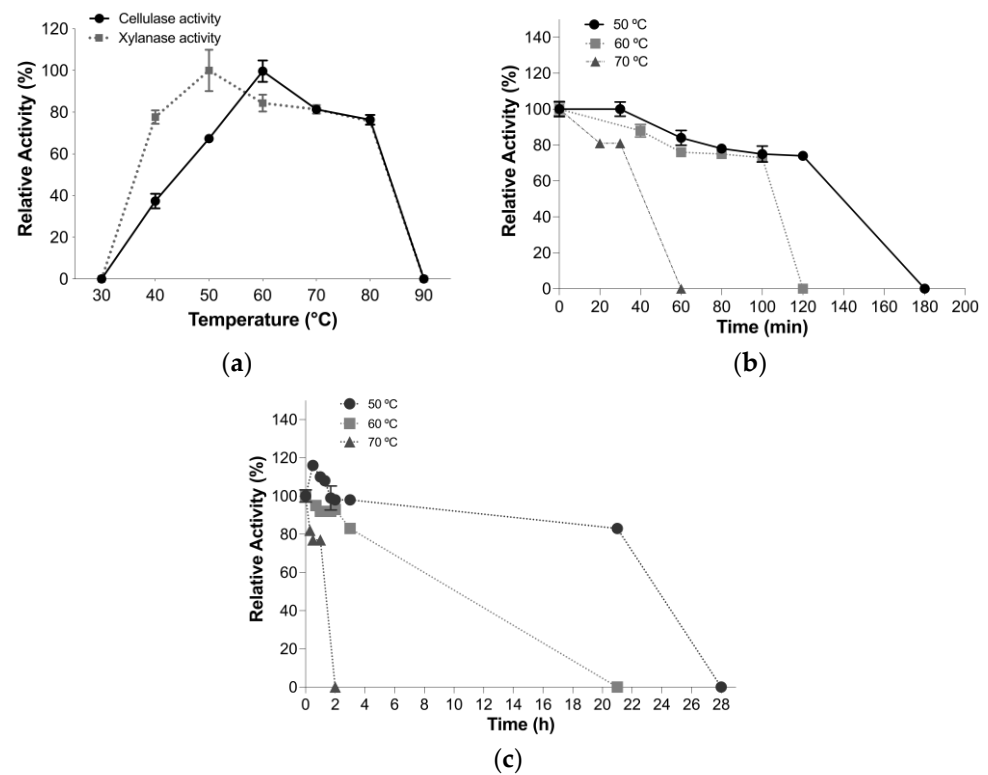 Cellulase activity
Xylanase activity
Relative Activity (%)
120
100
80
60
40
20
0
30 40 50 60 70 80 90
Temperature (°C)
(a)
50 ºC
60 ºC
70 ºC
Relative Activity (%)
140
120
100
80
60
40
20
0
0 20 40 60 80 100 120 140 160 180 200
Time (min)
(b)
50 ºC
60 ºC
70 ºC
Relative Activity (%)
140
120
100
80
60
40
20
0
0 2 4 6 8 10 12 14 16 18 20 21 22 24 26 28
Time (h)
(c)